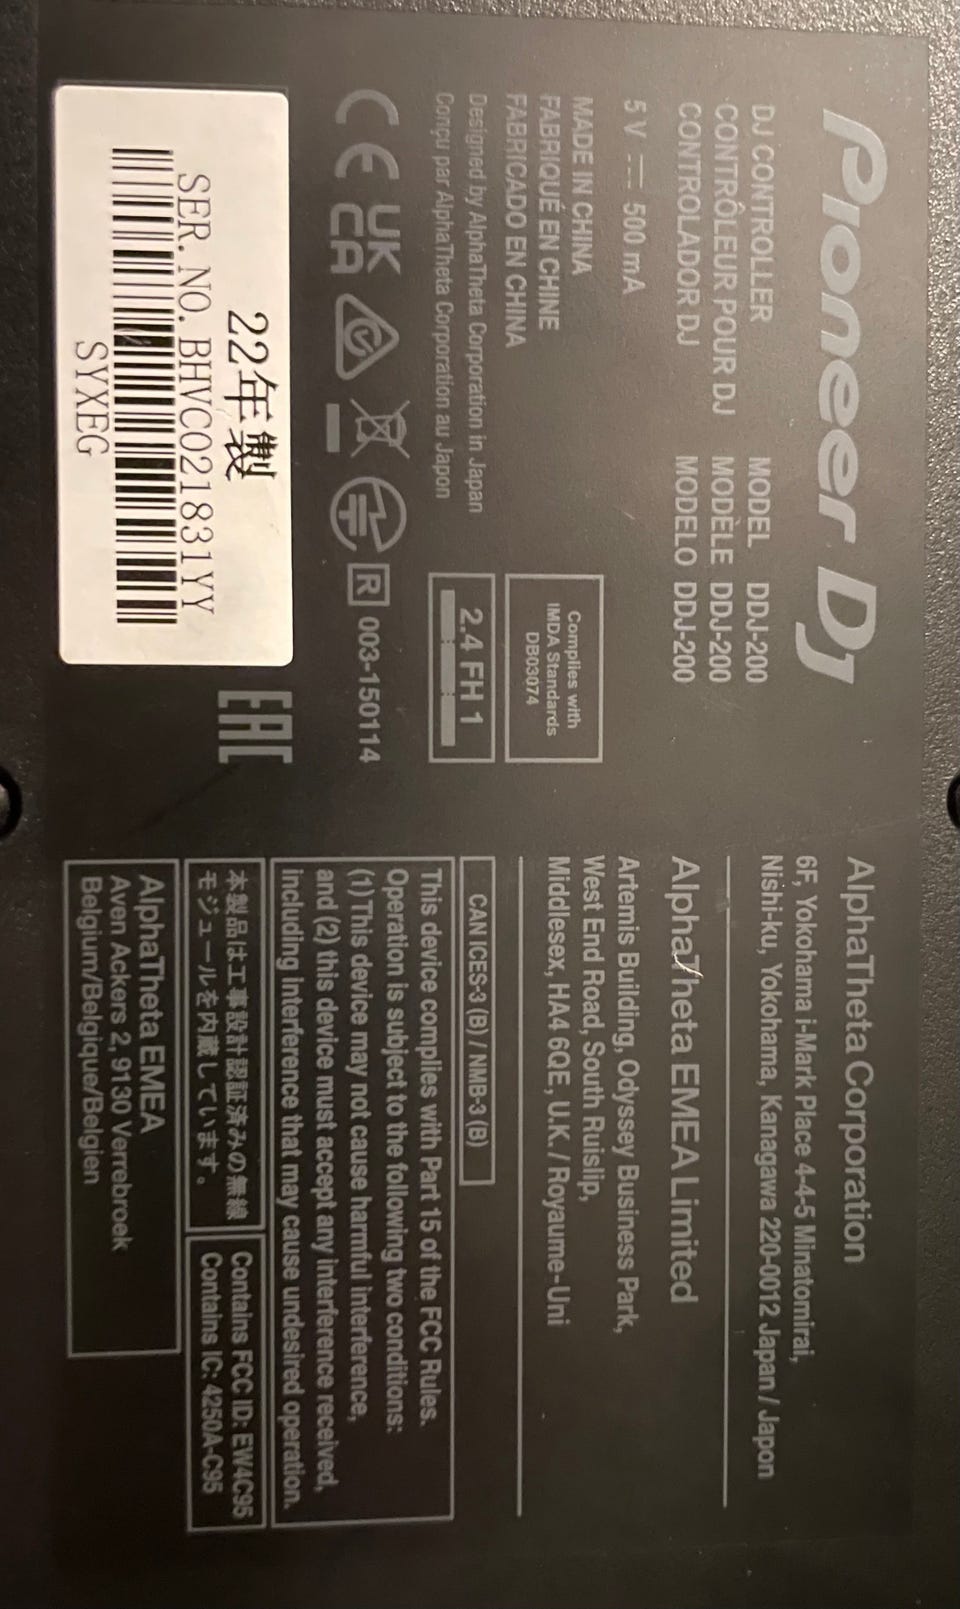 Pioneer DJ
DJ CONTROLLER MODEL DDJ-200
CONTRÔLEUR POUR DJ MODÈLE DDJ-200
CONTROLADOR DJ MODELO DDJ-200
5 V ⎓ 500 mA
MADE IN CHINA
FABRIQUÉ EN CHINE
FABRICADO EN CHINA
Designed by AlphaTheta Corporation in Japan
Conçu par AlphaTheta Corporation au Japon
Complies with
IMDA Standards
DB03074
2.4 FH 1
CE UK
CA
R 003-150114
22年製
SER. NO. BHVC021831YY
SYXEG
EAC
AlphaTheta Corporation
6F, Yokohama i-Mark Place 4-4-5 Minatomirai,
Nishi-ku, Yokohama, Kanagawa 220-0012 Japan / Japon
AlphaTheta EMEA Limited
Artemis Building, Odyssey Business Park,
West End Road, South Ruislip,
Middlesex, HA4 6QE, U.K. / Royaume-Uni
CAN ICES-3 (B) / NMB-3 (B)
This device complies with Part 15 of the FCC Rules.
Operation is subject to the following two conditions:
(1) This device may not cause harmful interference,
and (2) this device must accept any interference received,
including interference that may cause undesired operation.
本製品は工事設計認証済みの無線
モジュールを内蔵しています。
Contains FCC ID: EW4C95
Contains IC: 4250A-C95
AlphaTheta EMEA
Aven Ackers 2, 9130 Verrebroek
Belgium/Belgique/Belgien